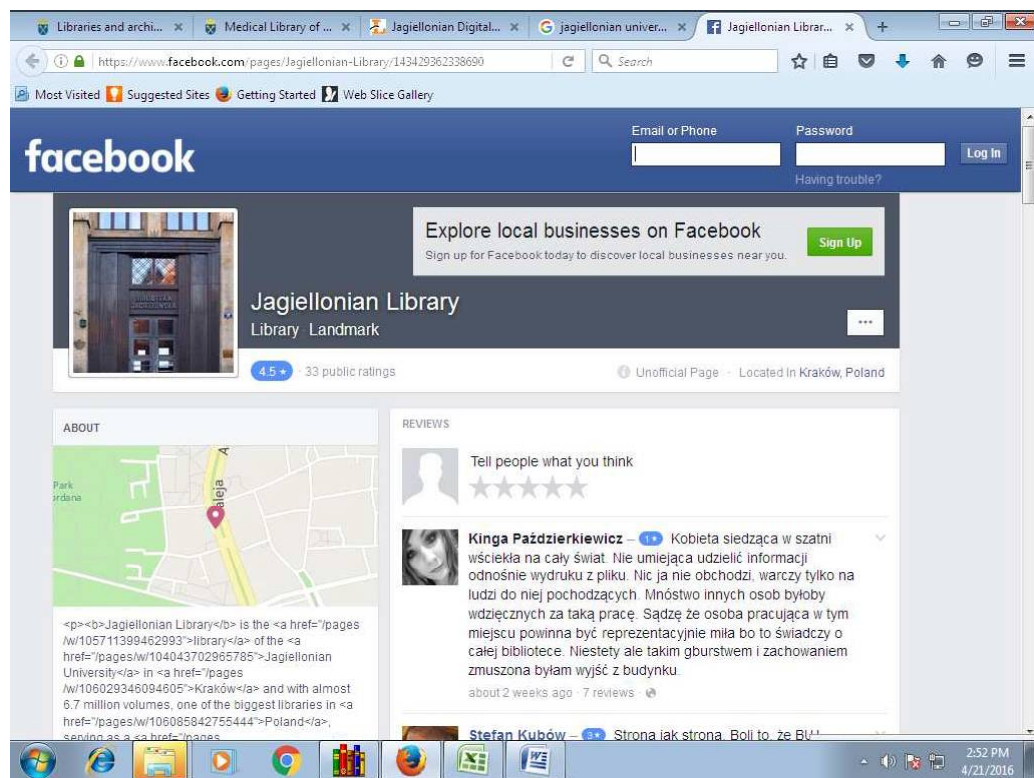 Libraries and archi... ×
Medical Library of ... ×
Jagiellonian Digital... ×
jagiellonian univer... ×
Jagiellonian Librar... ×
https://www.facebook.com/pages/Jagiellonian-Library/143429362338690
Search
Most Visited Suggested Sites Getting Started Web Slice Gallery
facebook
Email or Phone
Password
Log In
Having trouble?
Explore local businesses on Facebook
Sign up for Facebook today to discover local businesses near you.
Sign Up
Jagiellonian Library
Library · Landmark
4.5 ★ · 33 public ratings
Unofficial Page · Located In Kraków, Poland
ABOUT
Park
ordana
aleja
A
<p><b>Jagiellonian Library</b> is the <a href="/pages
/w/105711399462993">library</a> of the <a
href="/pages/w/104043702965785">Jagiellonian
University</a> in <a href="/pages
/w/106029346094605">Kraków</a> and with almost
6.7 million volumes, one of the biggest libraries in <a
href="/pages/w/106085842755444">Poland</a>,
serving as a <a href="/pages
REVIEWS
Tell people what you think
Kinga Październikiewicz – 1★ Kobieta siedząca w szatni
wściekła na cały świat. Nie umiejąca udzielić informacji
odnośnie wydruku z pliku. Nic ja nie obchodzi, warczy tylko na
ludzi do niej pochodzących. Mnóstwo innych osob byłoby
wdzięcznych za taką pracę. Sądzę że osoba pracująca w tym
miejscu powinna być reprezentacyjnie miła bo to świadczy o
całej bibliotece. Niestety ale takim gburstwem i zachowaniem
zmuszona byłam wyjść z budynku.
about 2 weeks ago · 7 reviews
Stefan Kubów – 3★ Strona jak strona. Boli to, że BU
2:52 PM
4/21/2016